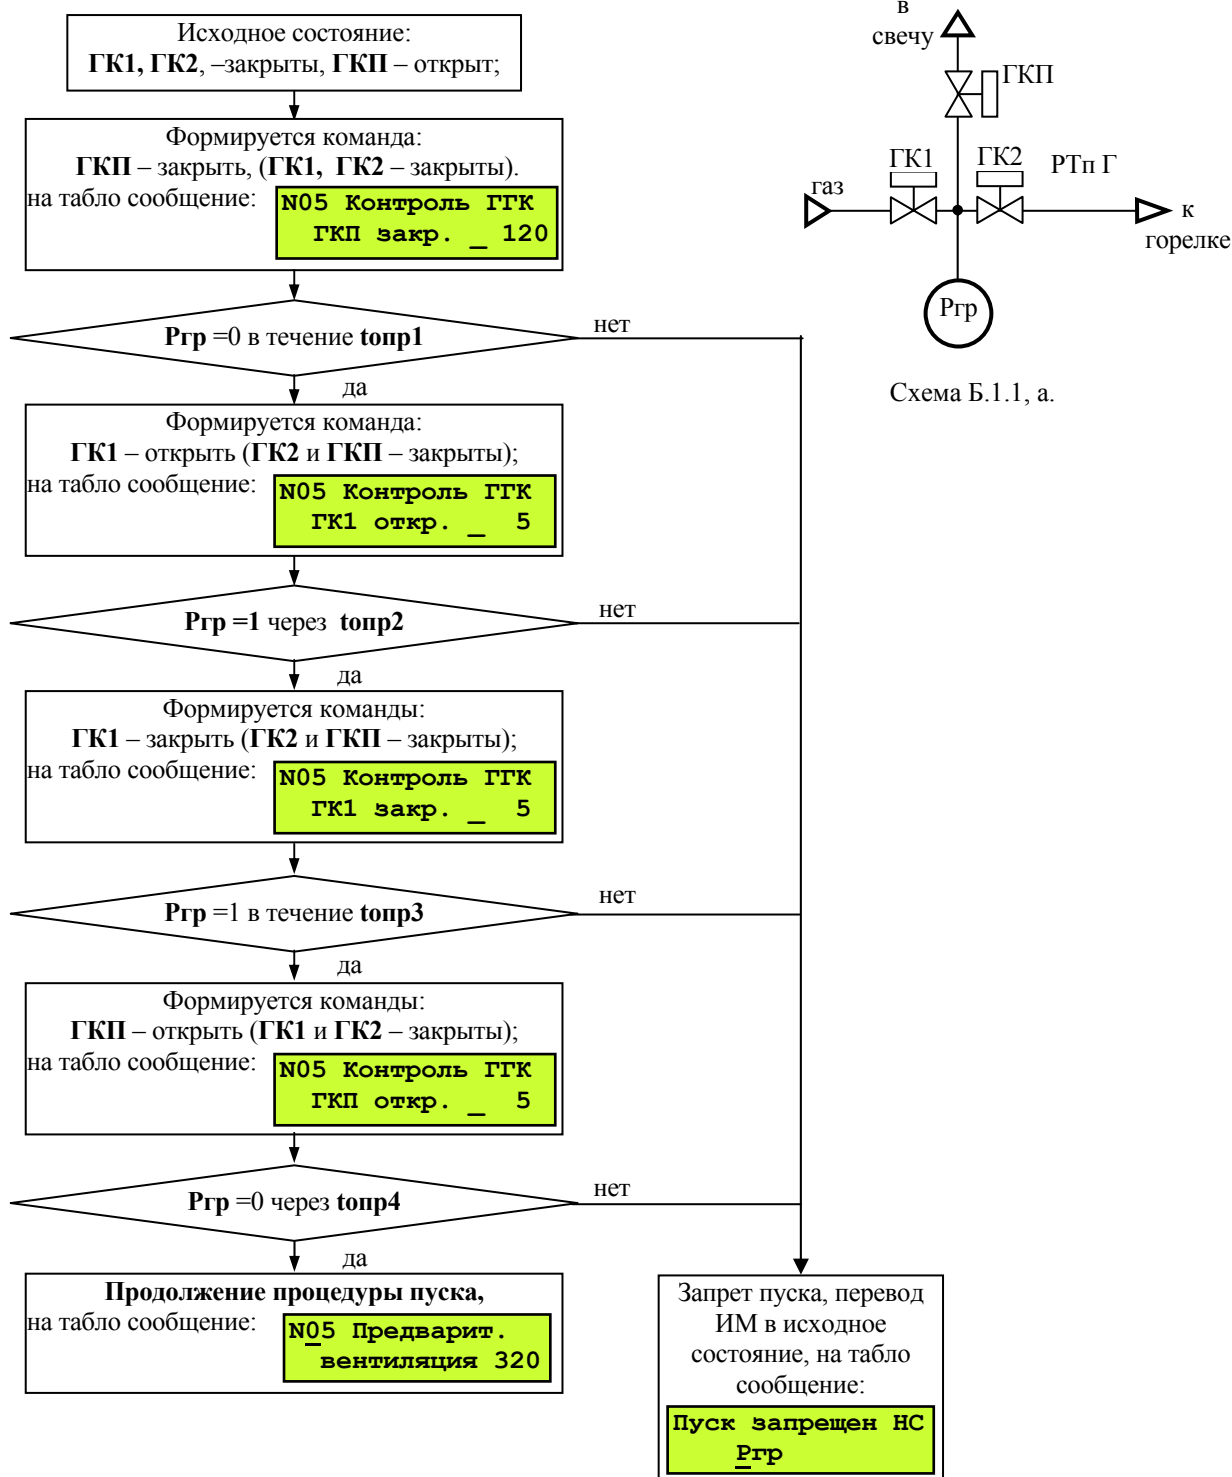 Исходное состояние:
ГК1, ГК2, –закрыты, ГКП – открыт;
Формируется команда:
ГКП – закрыть, (ГК1, ГК2 – закрыты).
на табло сообщение:
N05 Контроль ГГК
ГКП закр. _ 120
Ргр =0 в течение tопр1
нет
да
Формируется команда:
ГК1 – открыть (ГК2 и ГКП – закрыты);
на табло сообщение:
N05 Контроль ГГК
ГК1 откр. _ 5
Ргр =1 через tопр2
нет
да
Формируется команды:
ГК1 – закрыть (ГК2 и ГКП – закрыты);
на табло сообщение:
N05 Контроль ГГК
ГК1 закр. _ 5
Ргр =1 в течение tопр3
нет
да
Формируется команды:
ГКП – открыть (ГК1 и ГК2 – закрыты);
на табло сообщение:
N05 Контроль ГГК
ГКП откр. _ 5
Ргр =0 через tопр4
нет
да
Продолжение процедуры пуска,
на табло сообщение:
N05 Предварит.
вентиляция 320
Запрет пуска, перевод
ИМ в исходное
состояние, на табло
сообщение:
Пуск запрещен НС
Ргр
в
свечу
ГКП
ГК1
ГК2
РТп Г
газ
к
горелке
Ргр
Схема Б.1.1, а.